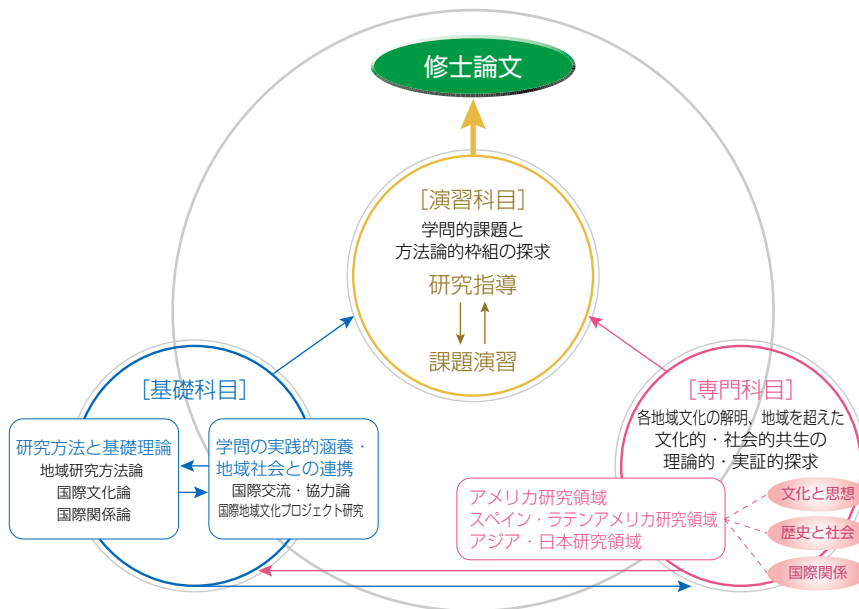 修士論文
［演習科目］
学問的課題と
方法論的枠組の探求
研究指導
課題演習
［基礎科目］
研究方法と基礎理論
地域研究方法論
国際文化論
国際関係論
学問の実践的涵養・
地域社会との連携
国際交流・協力論
国際地域文化プロジェクト研究
［専門科目］
各地域文化の解明、地域を超えた
文化的・社会的共生の
理論的・実証的探求
アメリカ研究領域
スペイン・ラテンアメリカ研究領域
アジア・日本研究領域
文化と思想
歴史と社会
国際関係